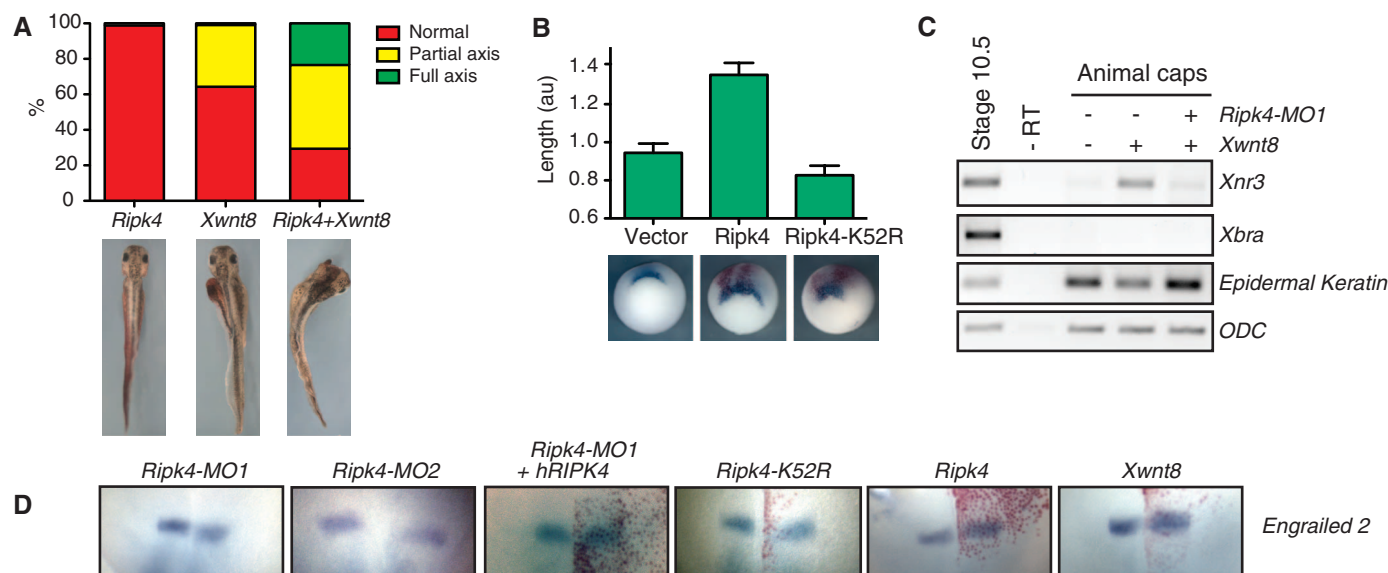 A
100
80
60
40
20
0
%
Ripk4 Xwnt8 Ripk4+Xwnt8
Normal
Partial axis
Full axis
B
Length (au)
1.4
1.2
1.0
0.8
0.6
Vector Ripk4 Ripk4-K52R
C
Stage 10.5
- RT
Animal caps
- - + Ripk4-MO1
- + + Xwnt8
Xnr3
Xbra
Epidermal Keratin
ODC
D
Ripk4-MO1
Ripk4-MO2
Ripk4-MO1
+ hRIPK4
Ripk4-K52R
Ripk4
Xwnt8
Engrailed 2